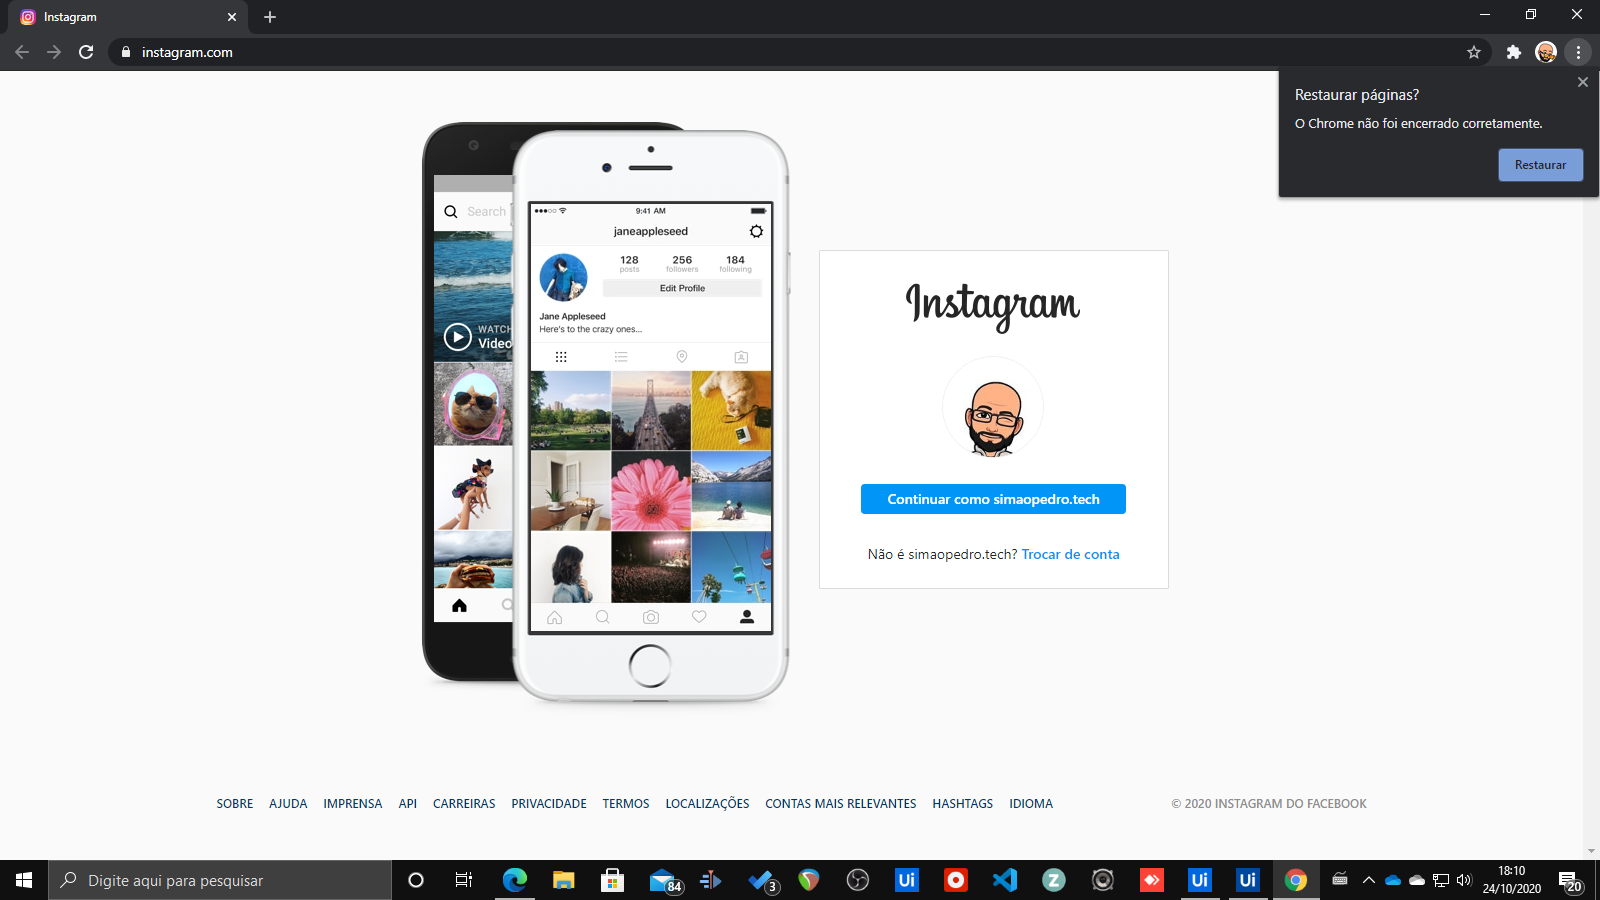 Instagram
instagram.com
Restaurar páginas?
O Chrome não foi encerrado corretamente.
Restaurar
Search
WATCH
Video
9:41 AM
janeappleseed
128 256 184
posts followers following
Edit Profile
Jane Appleseed
Here's to the crazy ones...
Instagram
Continuar como simaopedro.tech
Não é simaopedro.tech? Trocar de conta
SOBRE AJUDA IMPRENSA API CARREIRAS PRIVACIDADE TERMOS LOCALIZAÇÕES CONTAS MAIS RELEVANTES HASHTAGS IDIOMA © 2020 INSTAGRAM DO FACEBOOK
Digite aqui para pesquisar
84
3
Ui
Z
Ui
Ui
18:10
24/10/2020
20